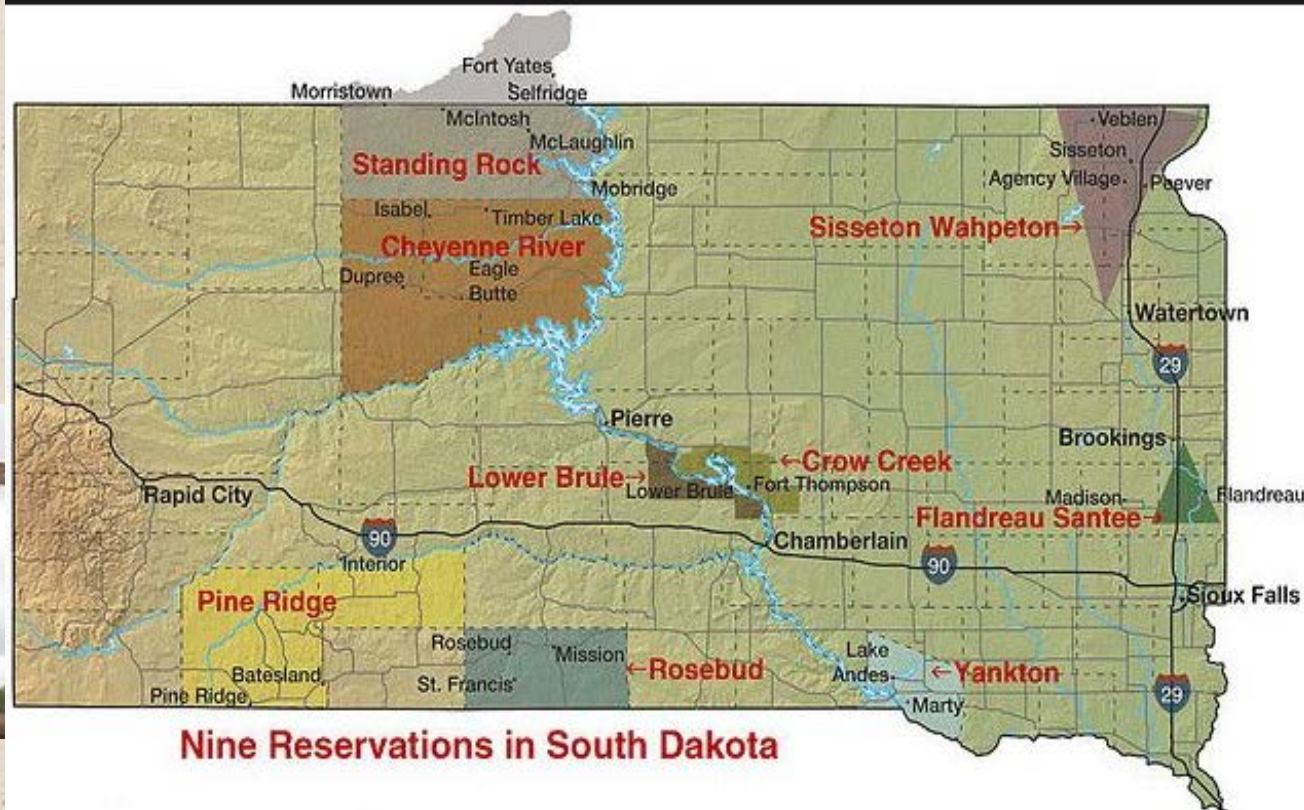 Fort Yates
Morristown
Selfridge
McIntosh
McLaughlin
Standing Rock
Mobridge
Isabel
Timber Lake
Cheyenne River
Dupree
Eagle
Butte
Veblen
Sisseton
Agency Village
Peever
Sisseton Wahpeton→
Watertown
29
Pierre
Brookings
Lower Brule→
Lower Brule
←Crow Creek
Fort Thompson
Rapid City
Madison
Flandreau
Flandreau Santee→
90
Interior
Chamberlain
90
Sioux Falls
Pine Ridge
Rosebud
Mission
←Rosebud
Batesland
St. Francis
Pine Ridge
Lake
Andes
←Yankton
Marty
29
Nine Reservations in South Dakota